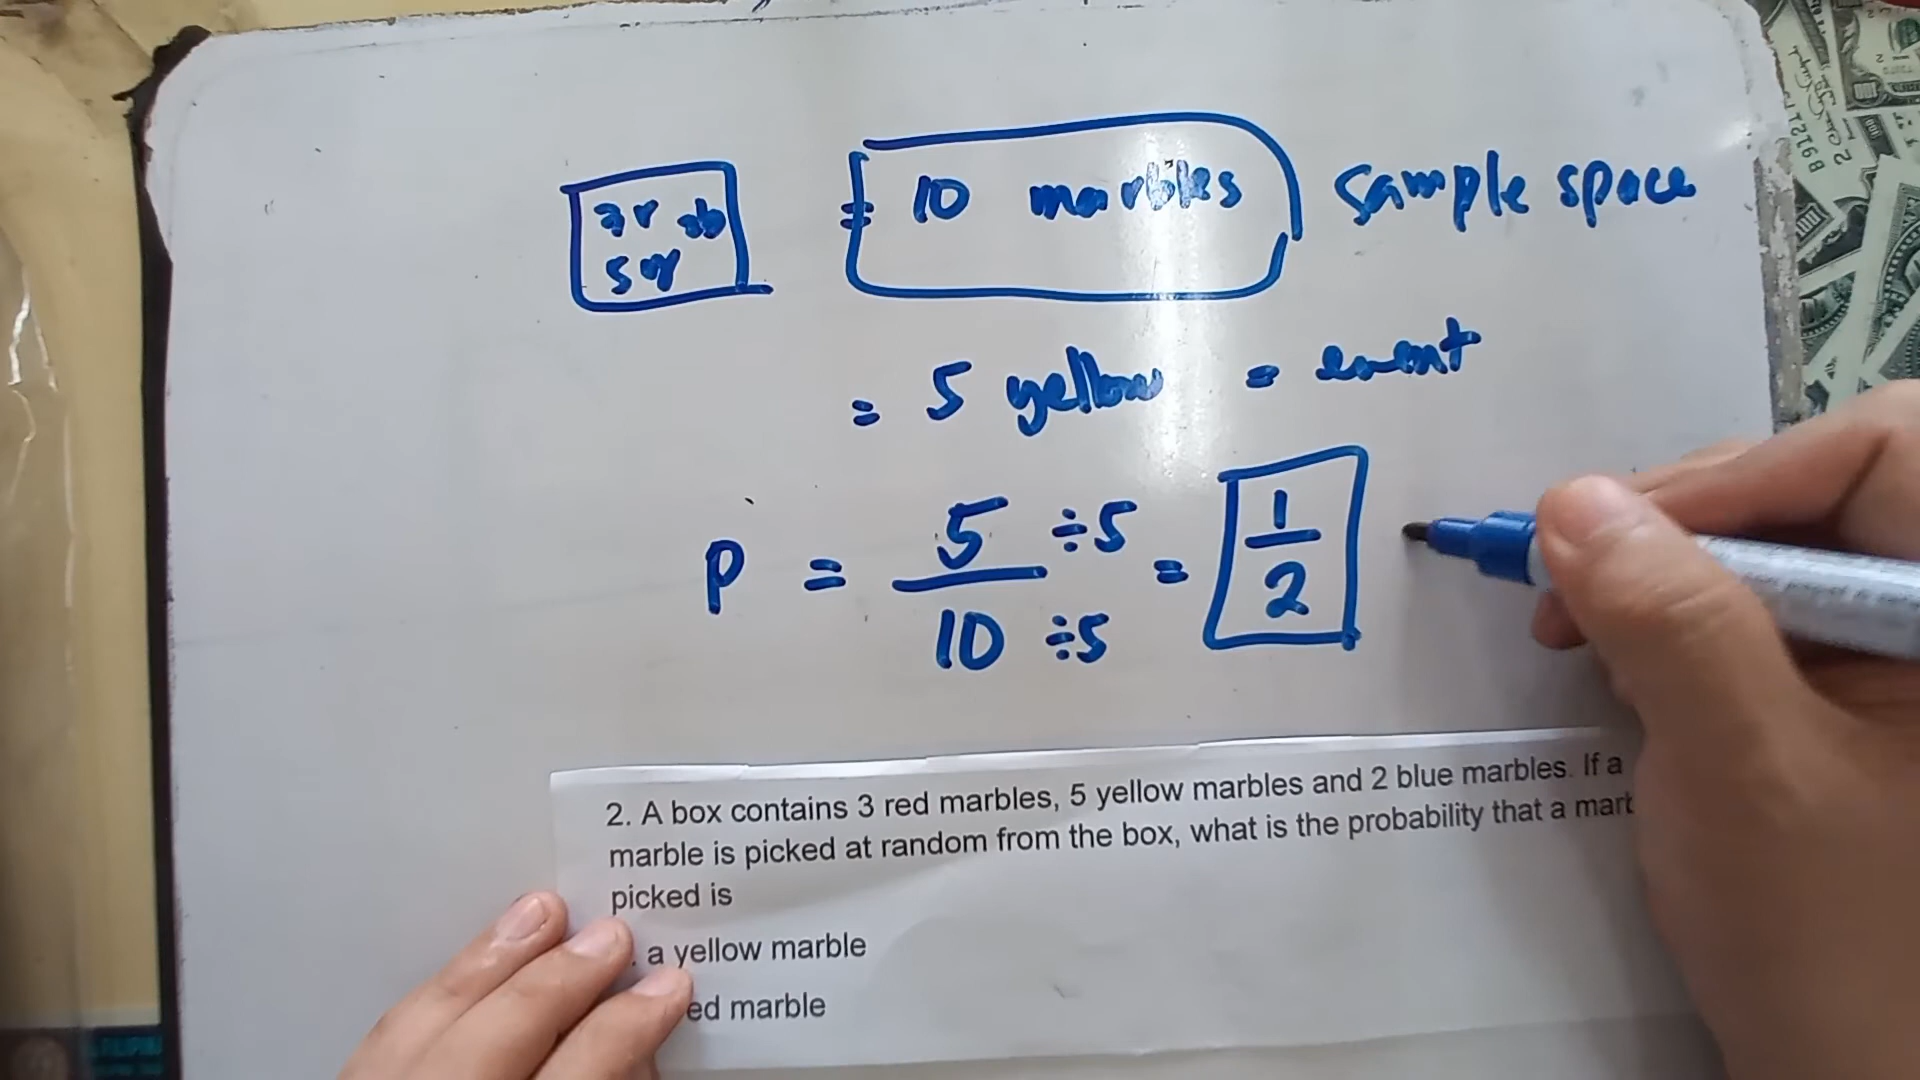 3r 2b
5y
= 10 marbles sample space
= 5 yellow = event
P = 5/10 ÷5 ÷5 = 1/2
2. A box contains 3 red marbles, 5 yellow marbles and 2 blue marbles. If a
marble is picked at random from the box, what is the probability that a mar
picked is
. a yellow marble
ed marble